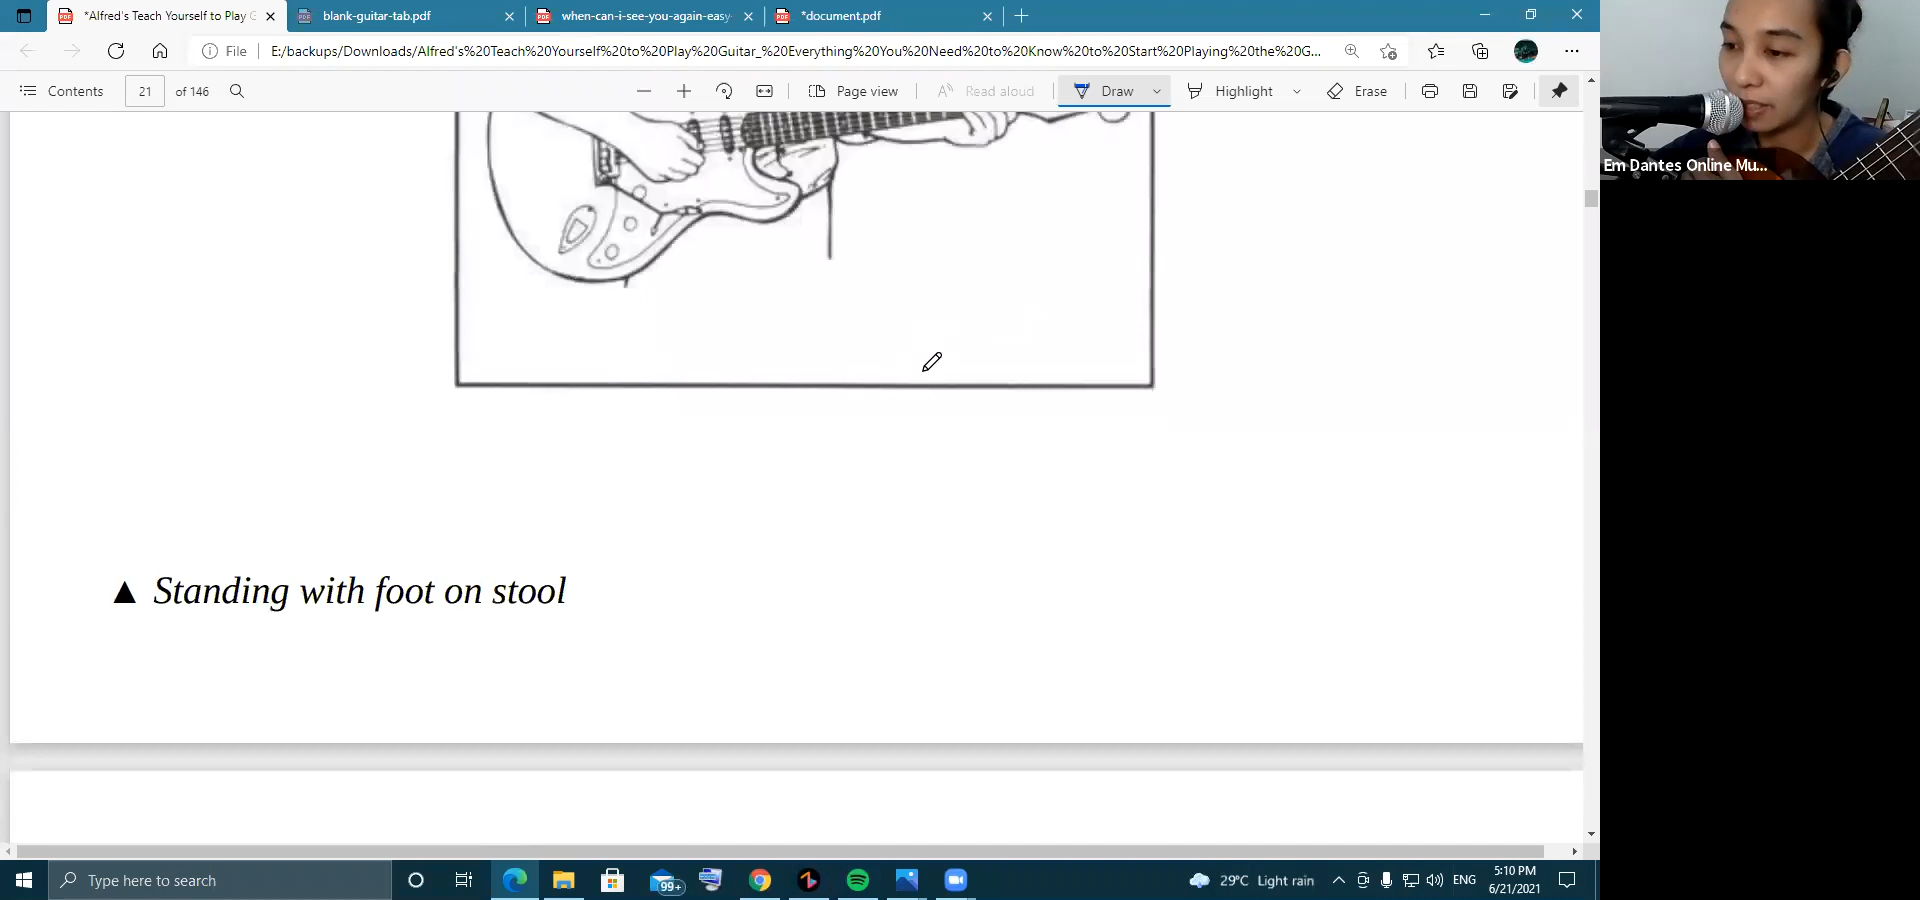 *Alfred's Teach Yourself to Play G
blank-guitar-tab.pdf
when-can-i-see-you-again-easy-
*document.pdf
File
E:/backups/Downloads/Alfred's%20Teach%20Yourself%20to%20Play%20Guitar_%20Everything%20You%20Need%20to%20Know%20to%20Start%20Playing%20the%20G...
Contents
21
of 146
Page view
Read aloud
Draw
Highlight
Erase
Em Dantes Online Mu...
▲ Standing with foot on stool
Type here to search
99+
29°C Light rain
ENG
5:10 PM
6/21/2021